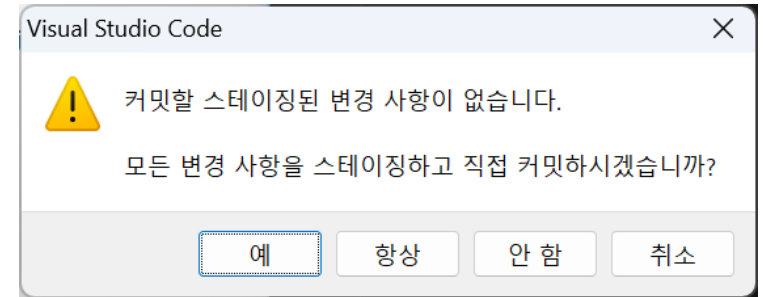 Visual Studio Code
커밋할 스테이징된 변경 사항이 없습니다.
모든 변경 사항을 스테이징하고 직접 커밋하시겠습니까?
예 항상 안 함 취소